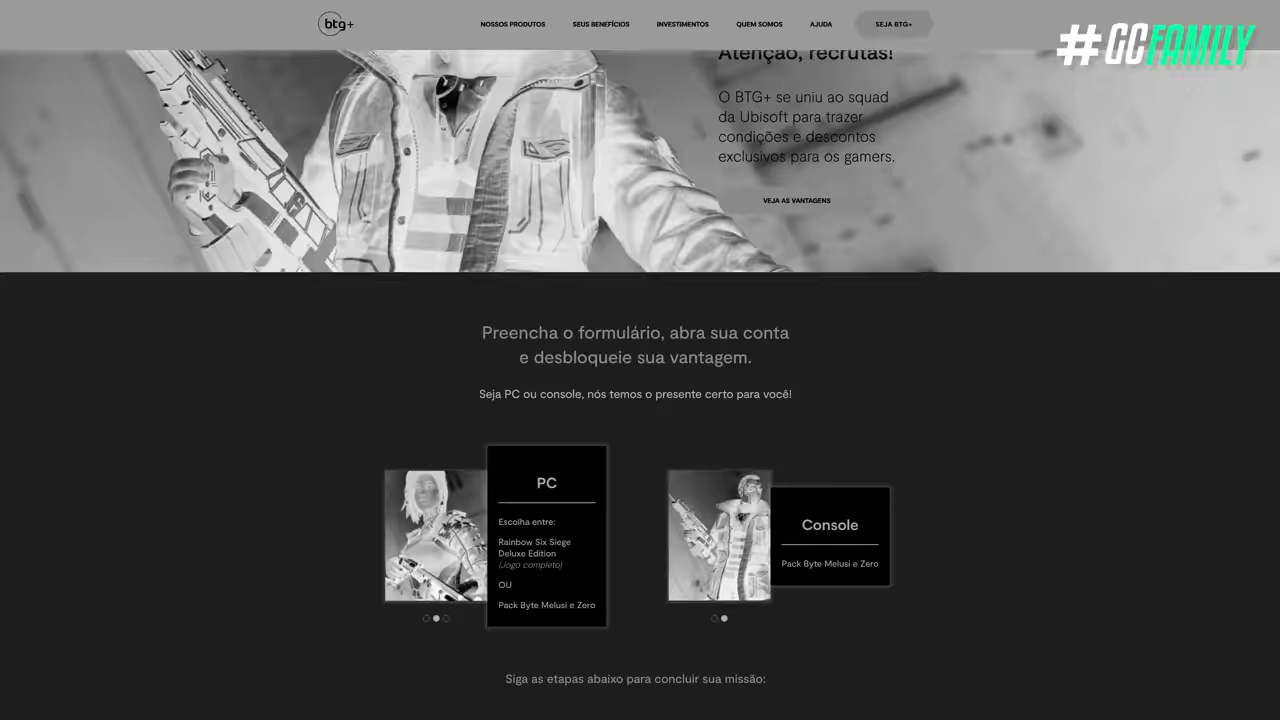 btg+
NOSSOS PRODUTOS
SEUS BENEFÍCIOS
INVESTIMENTOS
QUEM SOMOS
AJUDA
SEJA BTG+
#GCFAMILY
Atenção, recrutas!
O BTG+ se uniu ao squad
da Ubisoft para trazer
condições e descontos
exclusivos para os gamers.
VEJA AS VANTAGENS
Preencha o formulário, abra sua conta
e desbloqueie sua vantagem.
Seja PC ou console, nós temos o presente certo para você!
PC
Escolha entre:
Rainbow Six Siege
Deluxe Edition
(Jogo completo)
OU
Pack Byte Melusi e Zero
Console
Pack Byte Melusi e Zero
Siga as etapas abaixo para concluir sua missão: